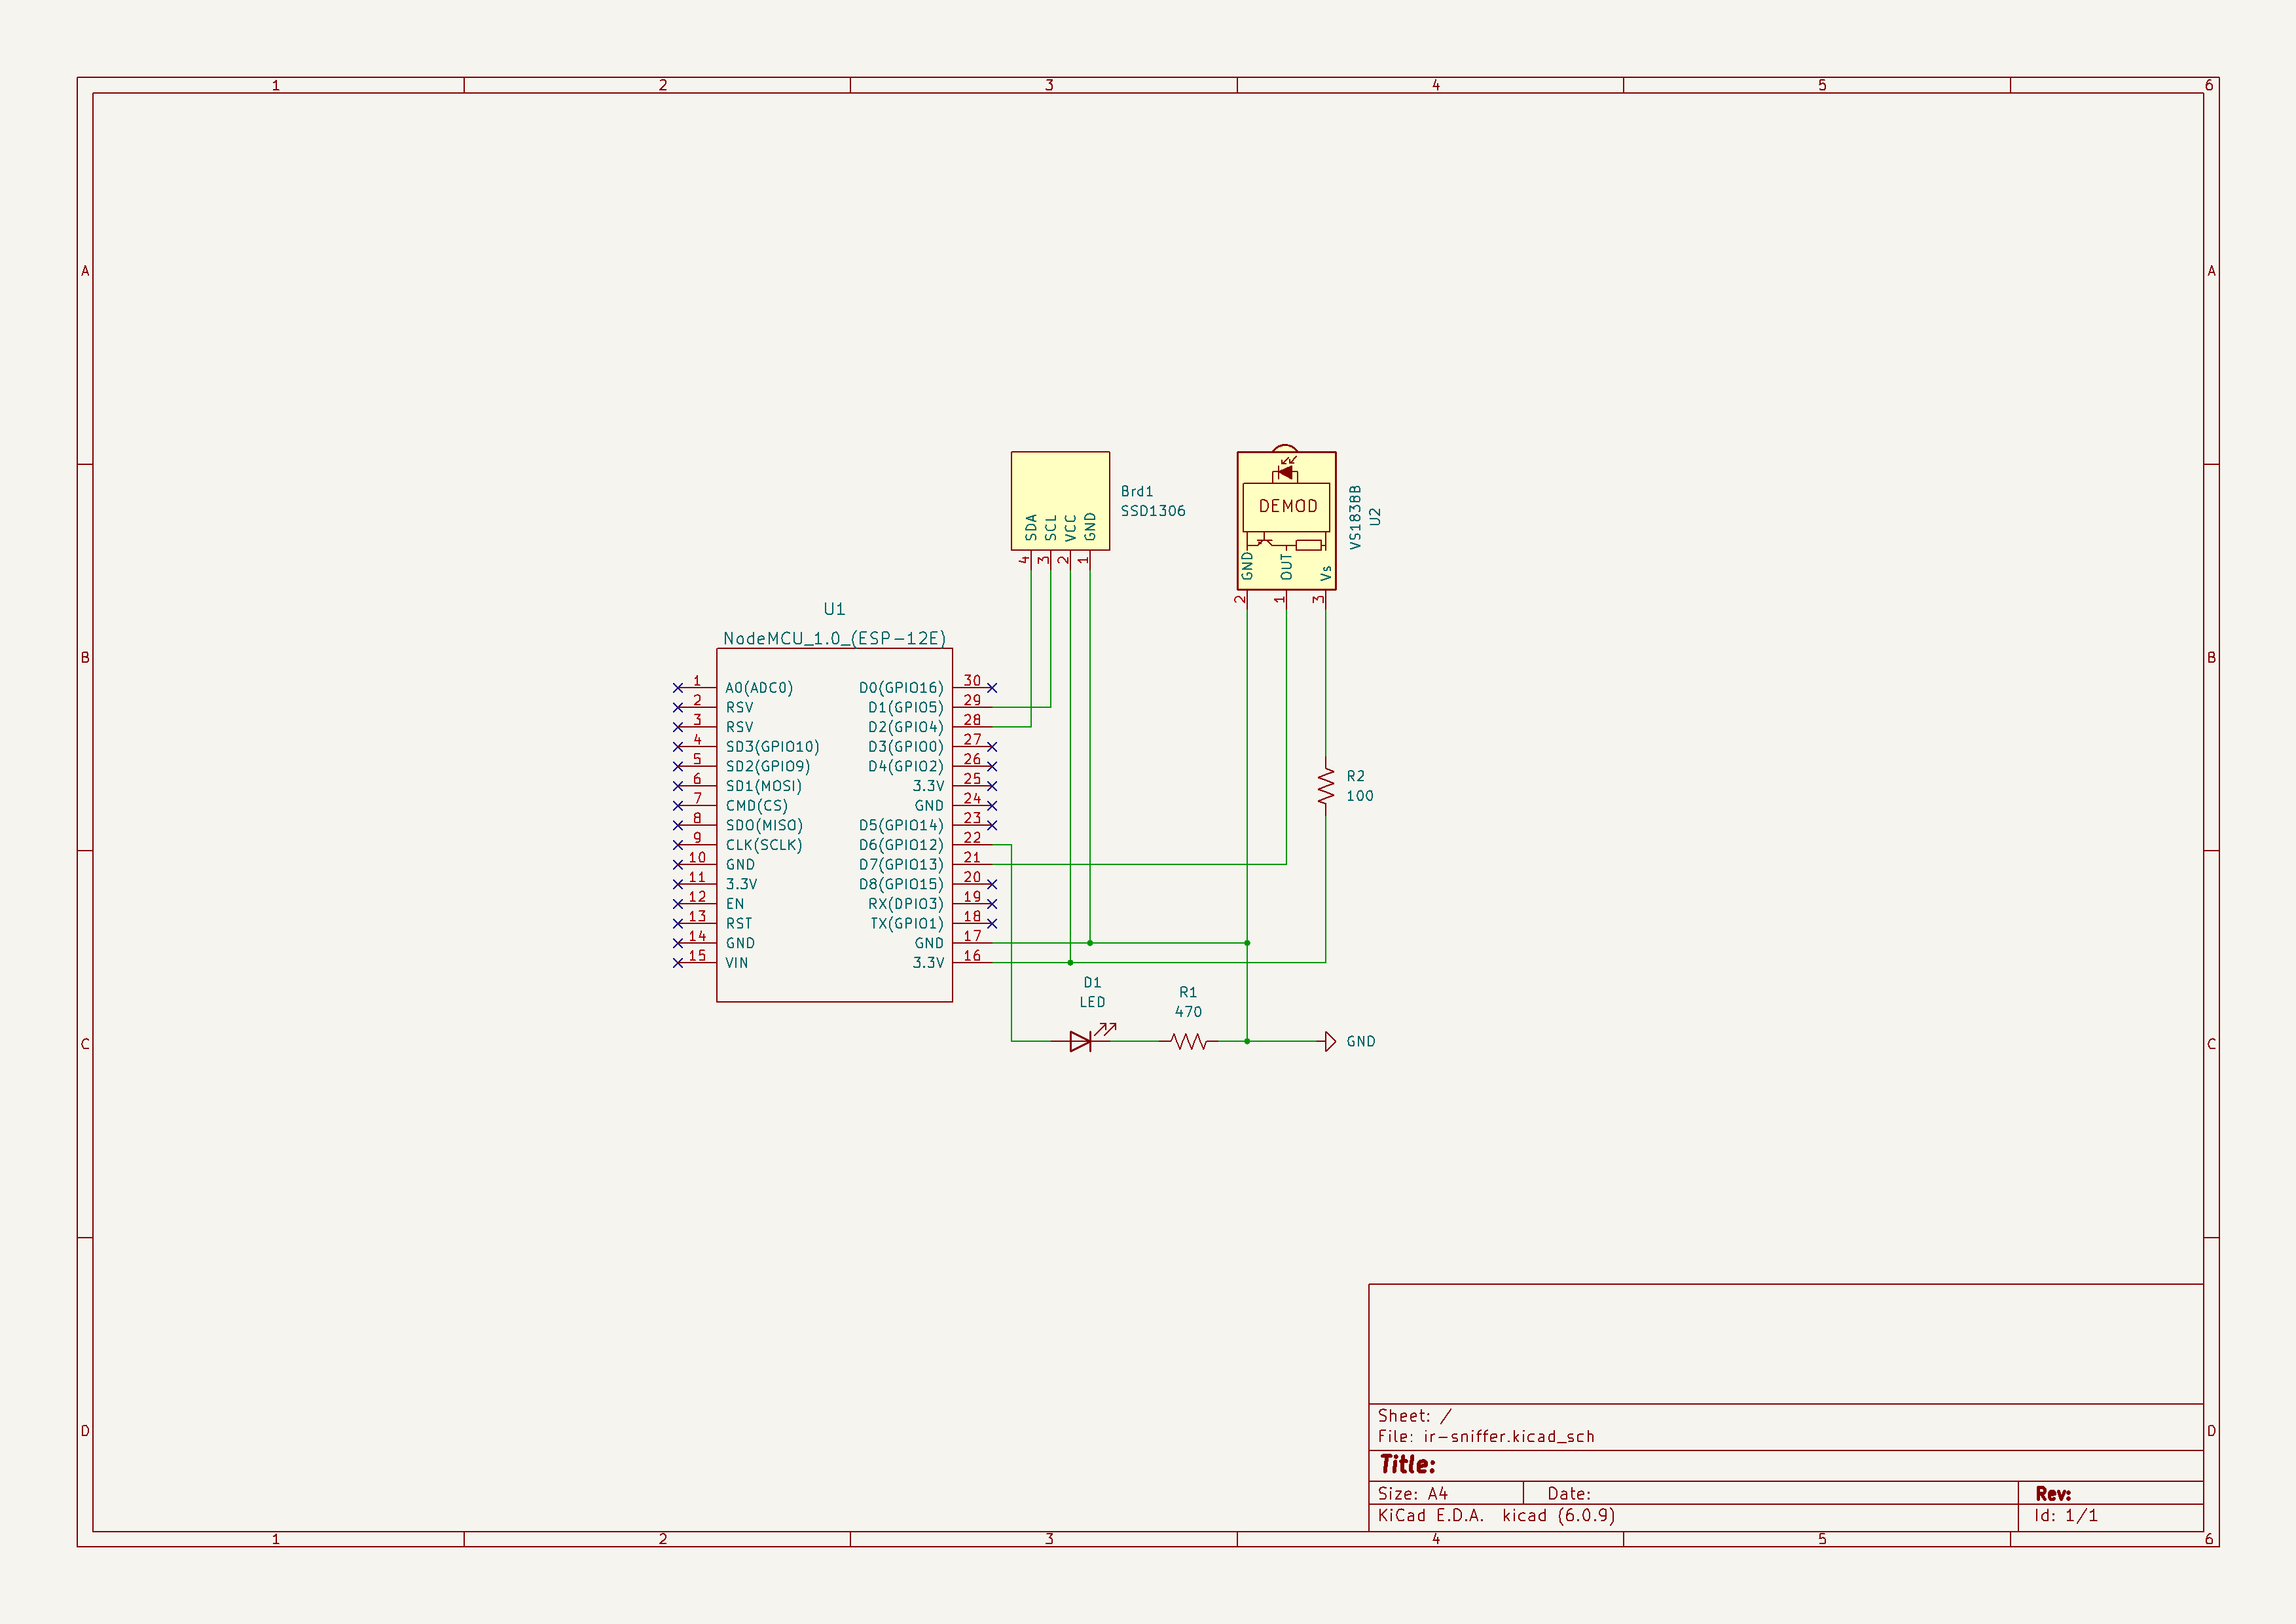 1 2 3 4 5 6
A A
B B
C C
D D
Brd1
SSD1306
SDA
SCL
VCC
GND
4
3
2
1
DEMOD
GND
OUT
Vs
2
1
3
VS1838B
U2
U1
NodeMCU_1.0_(ESP-12E)
1 A0(ADC0) D0(GPIO16) 30
2 RSV D1(GPIO5) 29
3 RSV D2(GPIO4) 28
4 SD3(GPIO10) D3(GPIO0) 27
5 SD2(GPIO9) D4(GPIO2) 26
6 SD1(MOSI) 3.3V 25
7 CMD(CS) GND 24
8 SDO(MISO) D5(GPIO14) 23
9 CLK(SCLK) D6(GPIO12) 22
10 GND D7(GPIO13) 21
11 3.3V D8(GPIO15) 20
12 EN RX(DPIO3) 19
13 RST TX(GPIO1) 18
14 GND GND 17
15 VIN 3.3V 16
R2
100
D1
LED
R1
470
GND
Sheet: /
File: ir-sniffer.kicad_sch
Title:
Size: A4 Date: Rev:
KiCad E.D.A. kicad (6.0.9) Id: 1/1
1 2 3 4 5 6